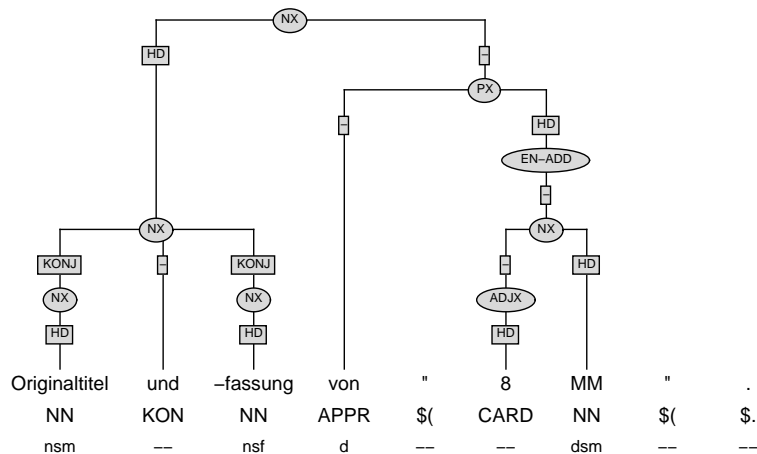 NX
HD –
PX
– HD
EN–ADD
–
NX NX
KONJ – KONJ – HD
NX NX ADJX
HD HD HD
Originaltitel und –fassung von " 8 MM " .
NN KON NN APPR $( CARD NN $( $.
nsm –– nsf d –– –– dsm –– ––